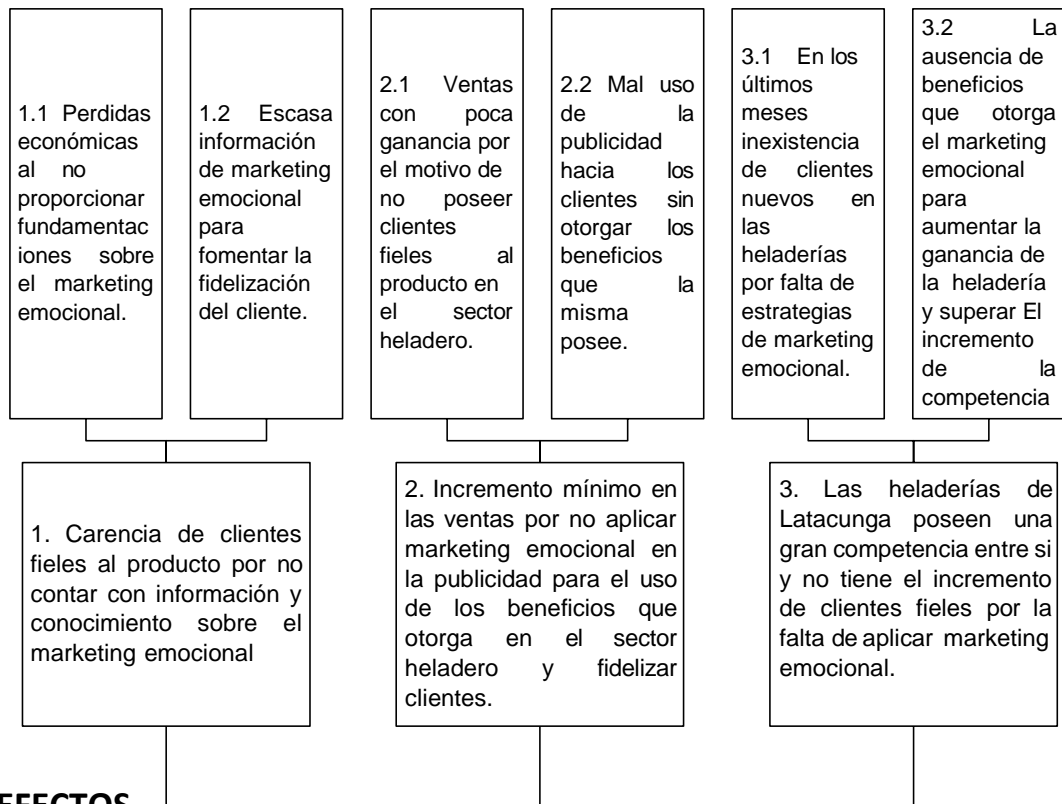 1.1 Perdidas
económicas
al no
proporcionar
fundamentac
iones sobre
el marketing
emocional.
1.2 Escasa
información
de marketing
emocional
para
fomentar la
fidelización
del cliente.
2.1 Ventas
con poca
ganancia por
el motivo de
no poseer
clientes
fieles al
producto en
el sector
heladero.
2.2 Mal uso
de la
publicidad
hacia los
clientes sin
otorgar los
beneficios
que la
misma
posee.
3.1 En los
últimos
meses
inexistencia
de clientes
nuevos en
las
heladerías
por falta de
estrategias
de marketing
emocional.
3.2 La
ausencia de
beneficios
que otorga
el marketing
emocional
para
aumentar la
ganancia de
la heladería
y superar El
incremento
de la
competencia
1. Carencia de clientes
fieles al producto por no
contar con información y
conocimiento sobre el
marketing emocional
2. Incremento mínimo en
las ventas por no aplicar
marketing emocional en
la publicidad para el uso
de los beneficios que
otorga en el sector
heladero y fidelizar
clientes.
3. Las heladerías de
Latacunga poseen una
gran competencia entre si
y no tiene el incremento
de clientes fieles por la
falta de aplicar marketing
emocional.
EFECTOS